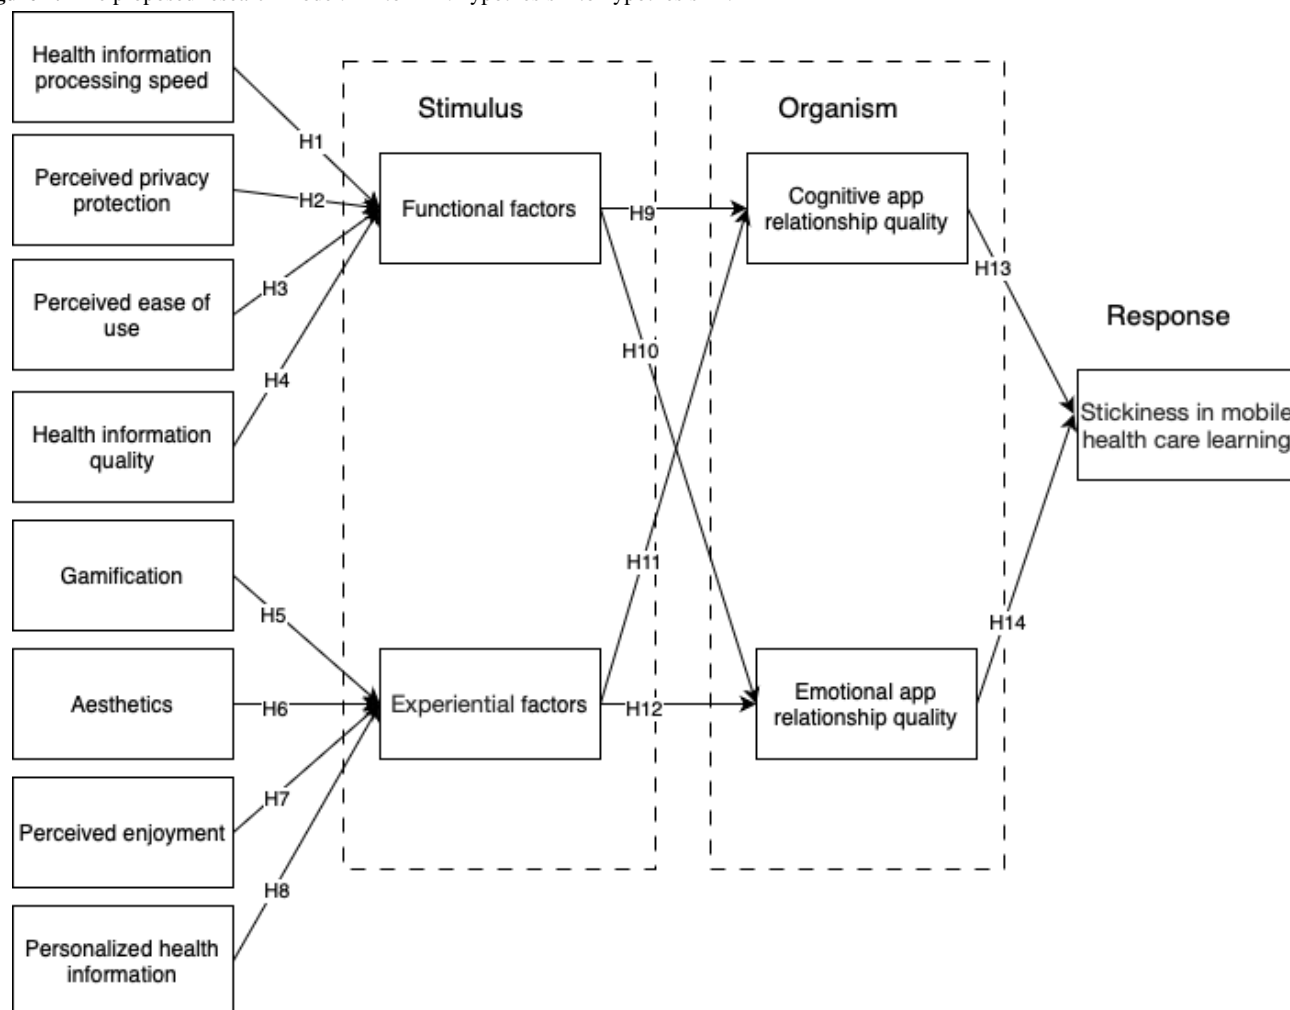 Health information
processing speed
Perceived privacy
protection
Perceived ease of
use
Health information
quality
Gamification
Aesthetics
Perceived enjoyment
Personalized health
information
H1
H2
H3
H4
H5
H6
H7
H8
Stimulus
Functional factors
Experiential factors
H9
H10
H11
H12
Organism
Cognitive app
relationship quality
Emotional app
relationship quality
H13
H14
Response
Stickiness in mobile
health care learning